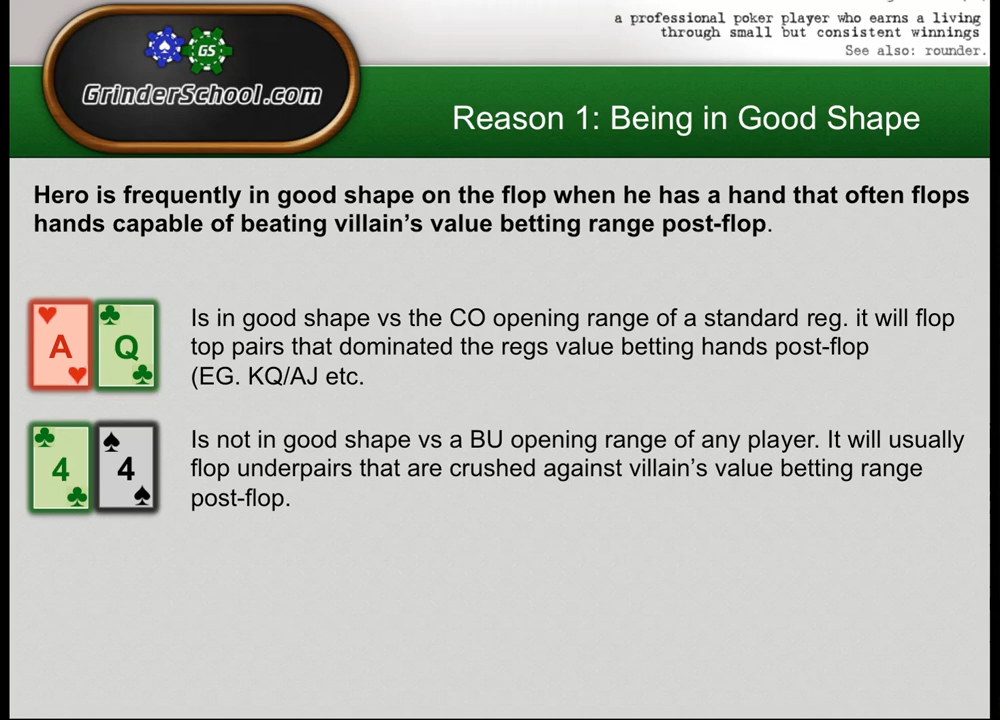 a professional poker player who earns a living
through small but consistent winnings
See also: rounder.
GS
GrinderSchool.com
Reason 1: Being in Good Shape
Hero is frequently in good shape on the flop when he has a hand that often flops
hands capable of beating villain’s value betting range post-flop.
A Q
Is in good shape vs the CO opening range of a standard reg. it will flop
top pairs that dominated the regs value betting hands post-flop
(EG. KQ/AJ etc.
4 4
Is not in good shape vs a BU opening range of any player. It will usually
flop underpairs that are crushed against villain’s value betting range
post-flop.